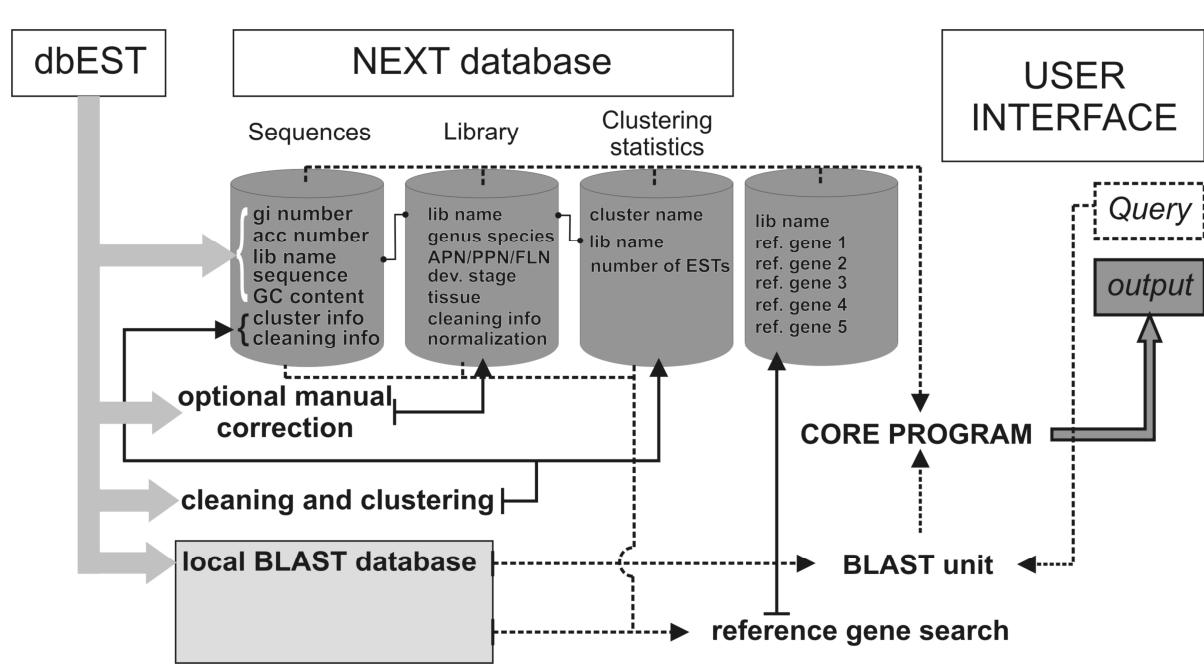 dbEST
NEXT database
USER
INTERFACE
Sequences
Library
Clustering
statistics
gi number
acc number
lib name
sequence
GC content
cluster info
cleaning info
lib name
genus species
APN/PPN/FLN
dev. stage
tissue
cleaning info
normalization
cluster name
lib name
number of ESTs
lib name
ref. gene 1
ref. gene 2
ref. gene 3
ref. gene 4
ref. gene 5
Query
output
optional manual
correction
CORE PROGRAM
cleaning and clustering
local BLAST database
BLAST unit
reference gene search